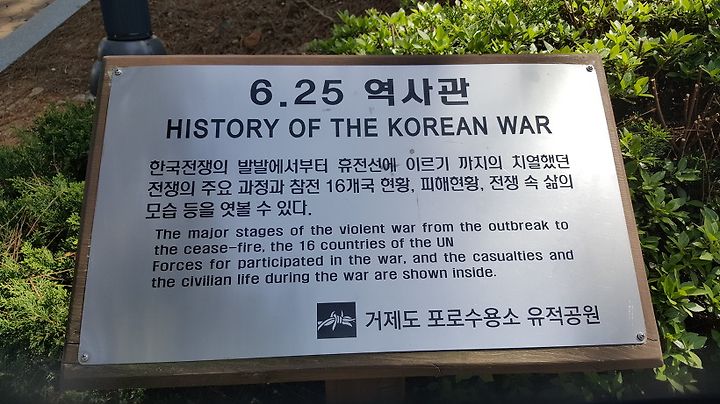 6.25 역사관
HISTORY OF THE KOREAN WAR
한국전쟁의 발발에서부터 휴전선에 이르기 까지의 치열했던
전쟁의 주요 과정과 참전 16개국 현황, 피해현황, 전쟁 속 삶의
모습 등을 엿볼 수 있다.
The major stages of the violent war from the outbreak to
the cease-fire, the 16 countries of the UN
Forces for participated in the war, and the casualties and
the civilian life during the war are shown inside.
거제도 포로수용소 유적공원